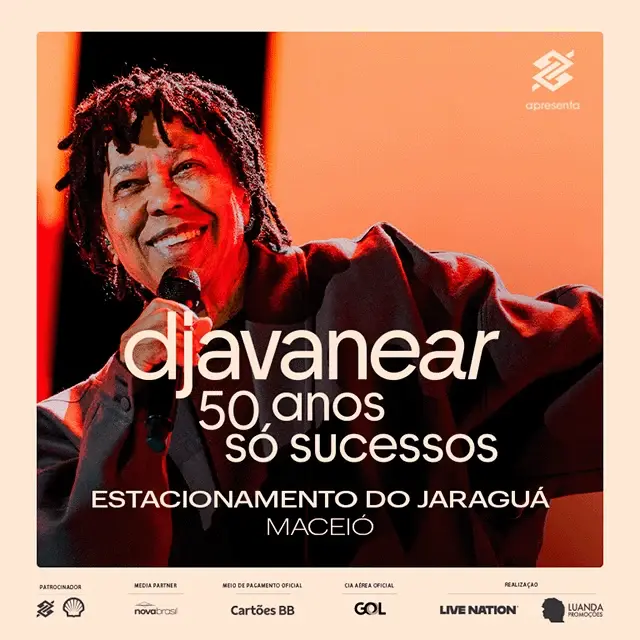 apresenta
djavanear
50 anos
só sucessos
ESTACIONAMENTO DO JARAGUÁ
MACEIÓ
PATROCINADOR
MEDIA PARTNER
MEIO DE PAGAMENTO OFICIAL
CIA AÉREA OFICIAL
REALIZAÇÃO
novabrasil
Cartões BB
GOL
LIVE NATION
LUANDA
PROMOÇÕES